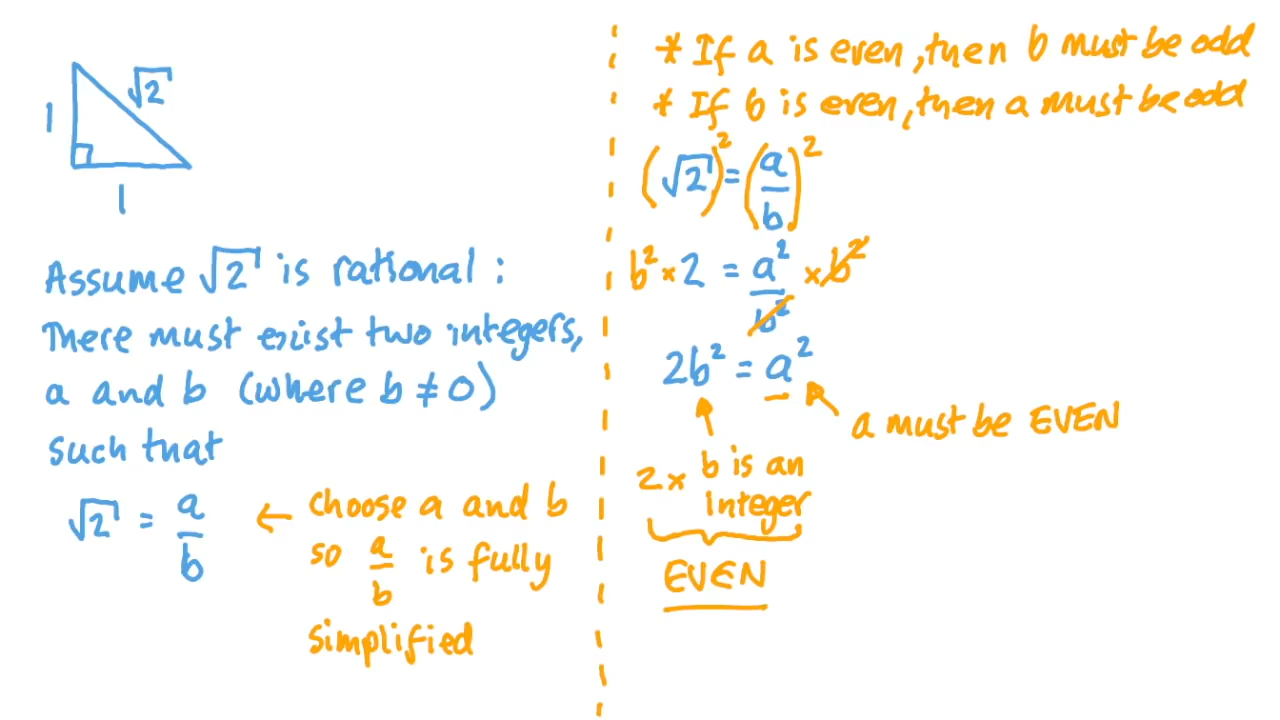 1
√2
1
Assume √2 is rational:
There must exist two integers,
a and b (where b ≠ 0)
such that
√2 = a/b
← choose a and b
so a/b is fully
simplified
* If a is even, then b must be odd
* If b is even, then a must be odd
(√2)² = (a/b)²
b² × 2 = a²/b² × b²
2b² = a²
a must be EVEN
2 × b is an
integer
EVEN